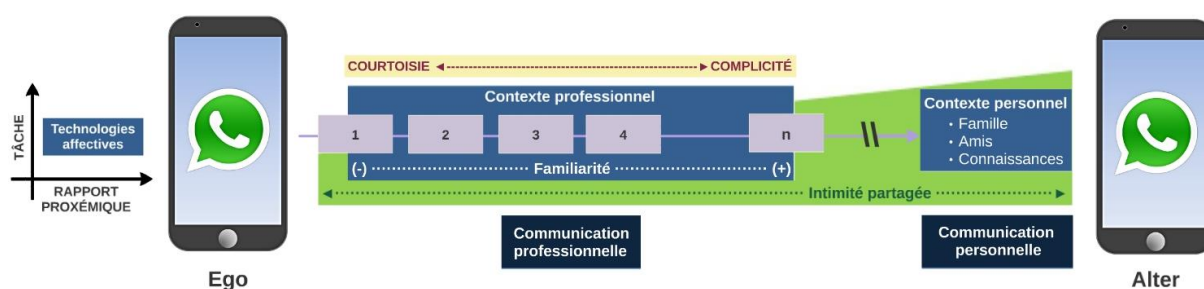 TÂCHE
Technologies
affectives
RAPPORT
PROXÉMIQUE
Ego
COURTOISIE
COMPLICITÉ
Contexte professionnel
1
2
3
4
n
(-)
Familiarité
(+)
Contexte personnel
• Famille
• Amis
• Connaissances
Intimité partagée
Communication
professionnelle
Communication
personnelle
Alter